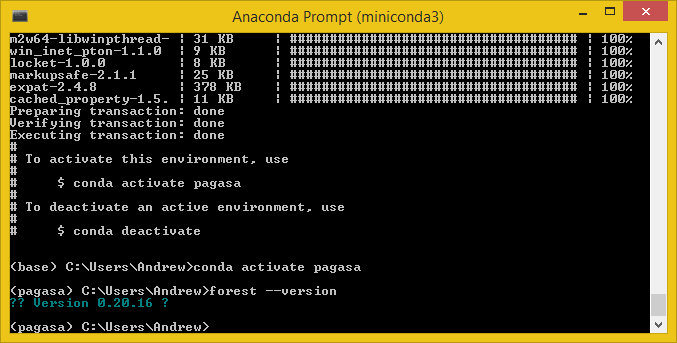 Anaconda Prompt (miniconda3)
m2w64-libwinpthread- | 31 KB | ##################################### | 100%
win_inet_pton-1.1.0 | 9 KB | ##################################### | 100%
locket-1.0.0 | 8 KB | ##################################### | 100%
markupsafe-2.1.1 | 25 KB | ##################################### | 100%
expat-2.4.8 | 378 KB | ##################################### | 100%
cached_property-1.5. | 11 KB | ##################################### | 100%
Preparing transaction: done
Verifying transaction: done
Executing transaction: done
#
# To activate this environment, use
#
# $ conda activate pagasa
#
# To deactivate an active environment, use
#
# $ conda deactivate
(base) C:\Users\Andrew>conda activate pagasa
(pagasa) C:\Users\Andrew>forest --version
?? Version 0.20.16 ?
(pagasa) C:\Users\Andrew>